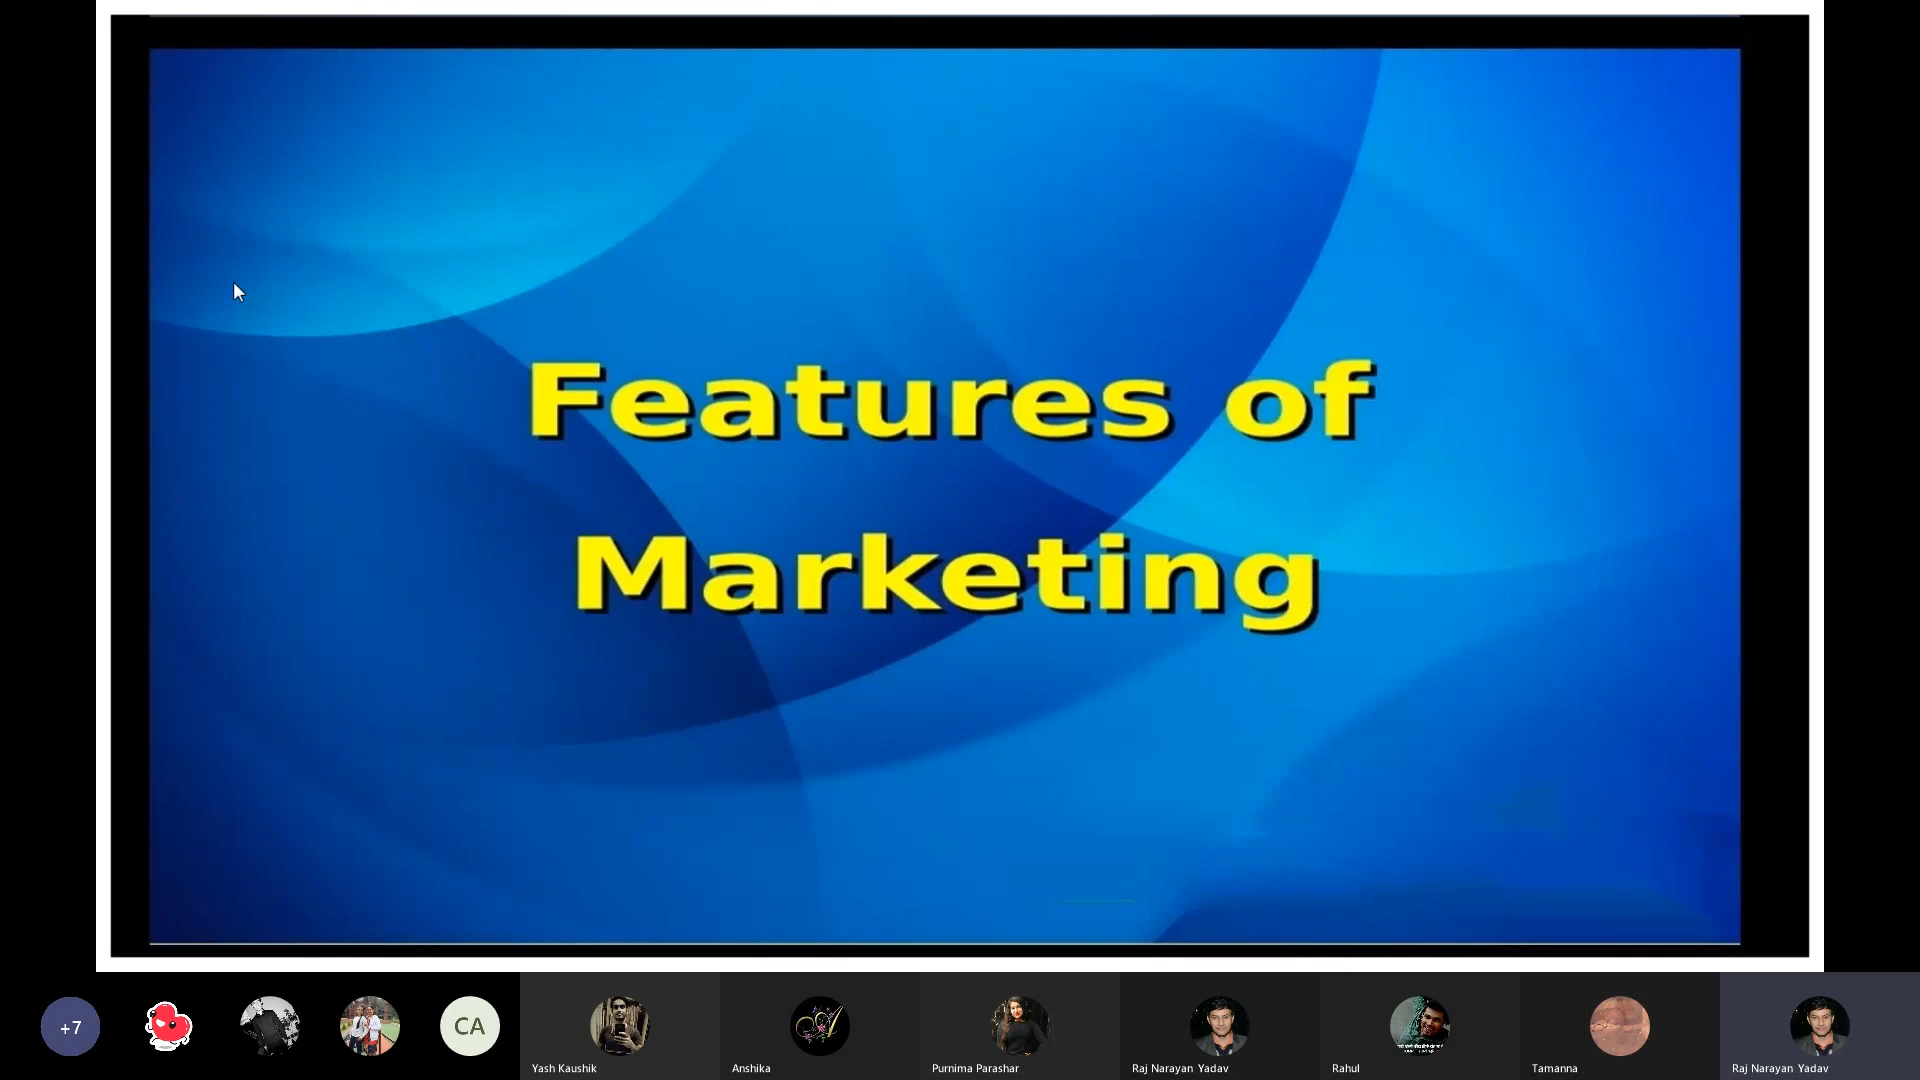 Features of
Marketing
+7
CA
Yash Kaushik
Anshika
Purnima Parashar
Raj Narayan Yadav
Rahul
Tamanna
Raj Narayan Yadav